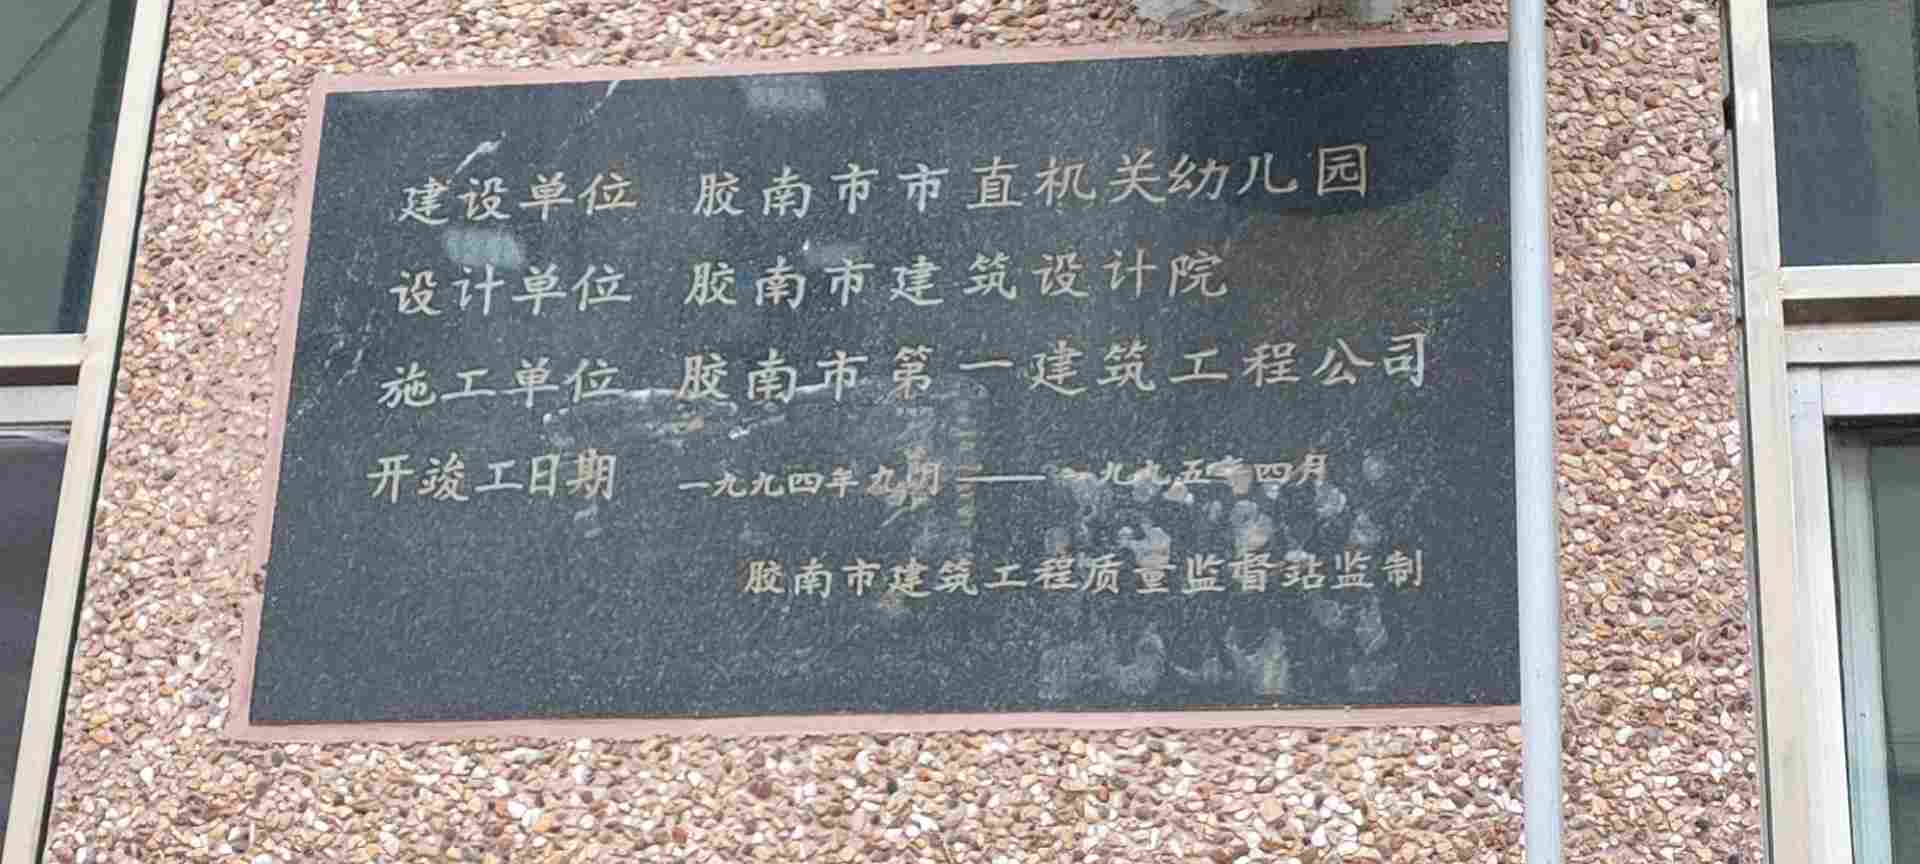 建设单位 胶南市市直机关幼儿园
设计单位 胶南市建筑设计院
施工单位 胶南市第一建筑工程公司
开竣工日期 一九九四年九月——一九九五年四月
胶南市建筑工程质量监督站监制